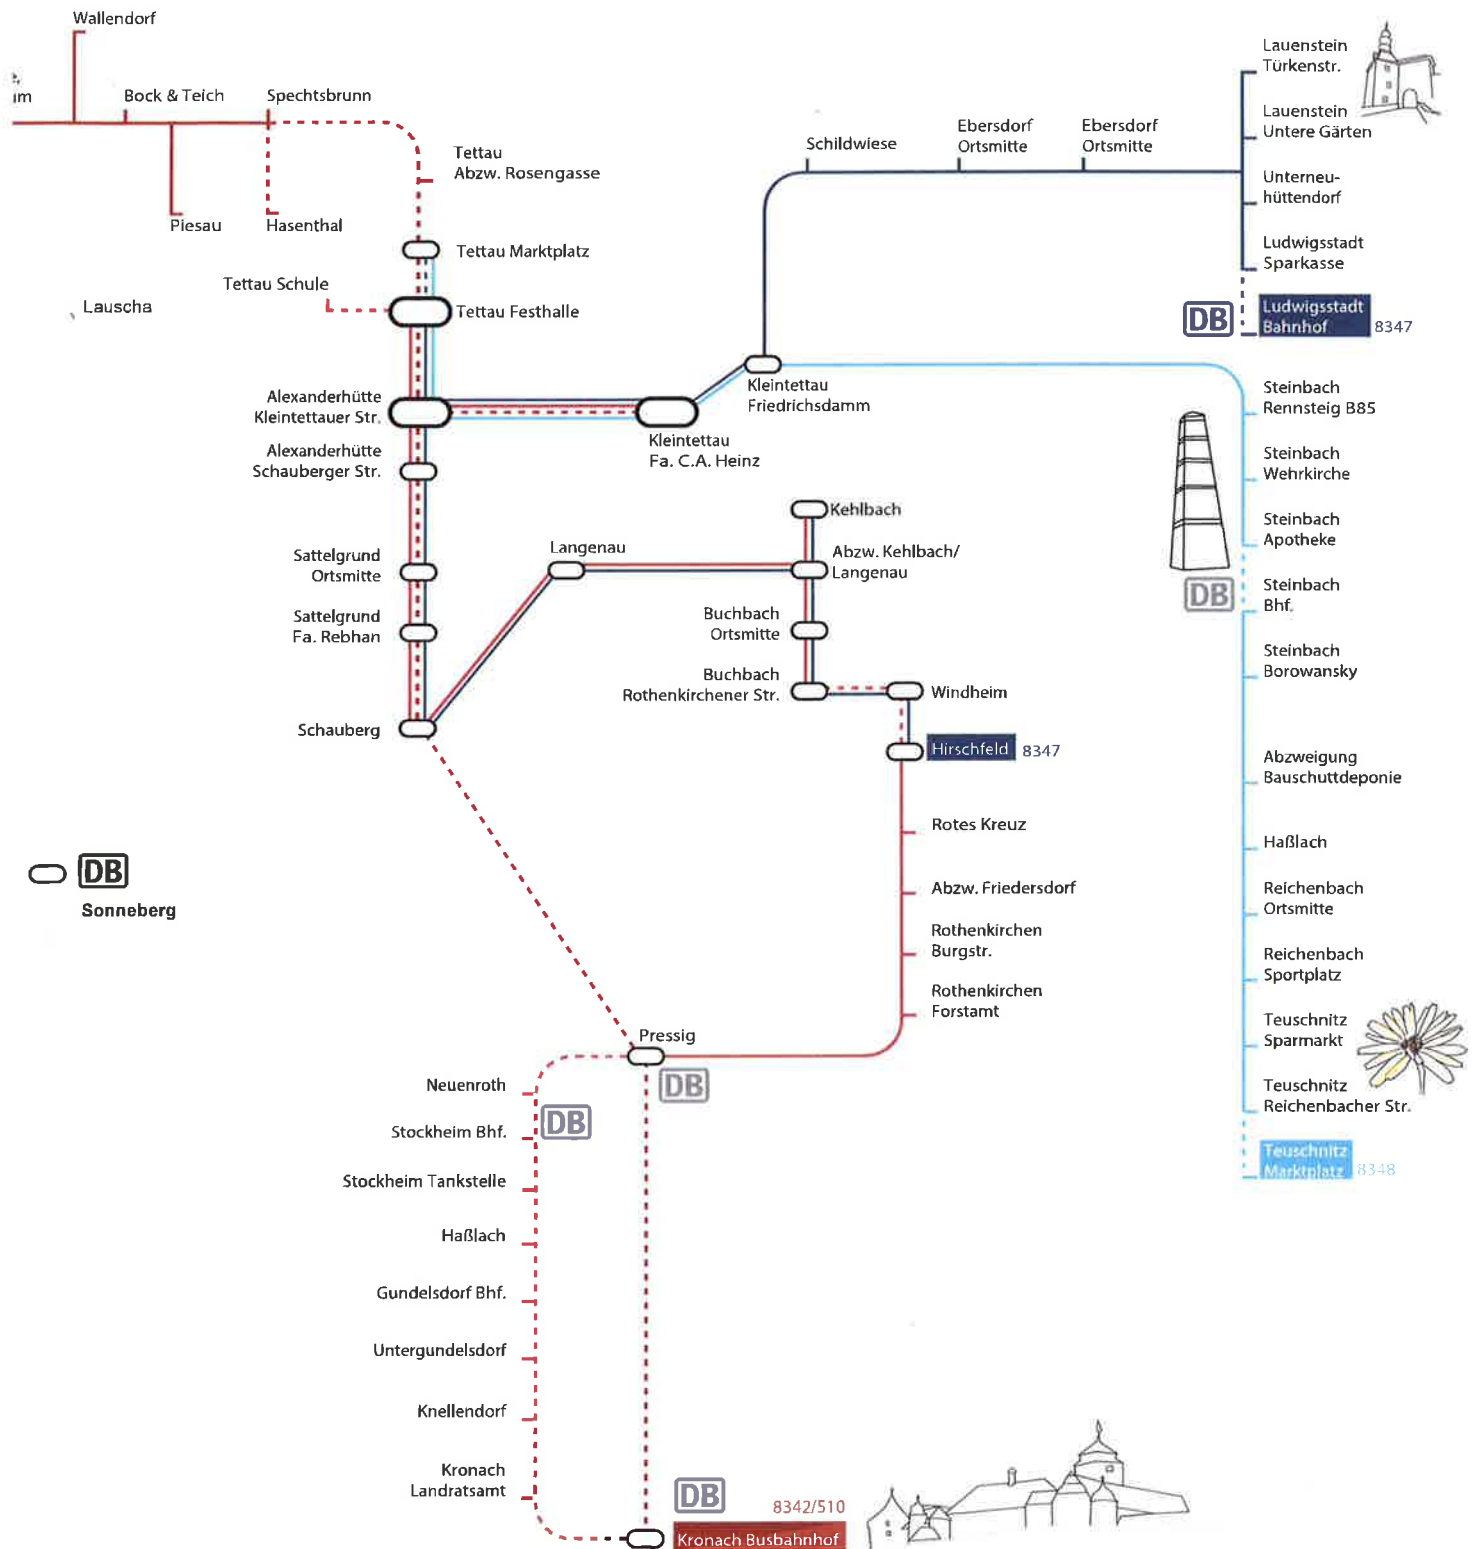 Wallendorf
Bock & Teich
Spechtsbrunn
Piesau
Hasenthal
Lauscha
Tettau
Abzw. Rosengasse
Tettau Marktplatz
Tettau Schule
Tettau Festhalle
Alexanderhütte
Kleintettauer Str.
Alexanderhütte
Schauberger Str.
Sattelgrund
Ortsmitte
Sattelgrund
Fa. Rebhan
Schauberg
Kleintettau
Fa. C.A. Heinz
Kleintettau
Friedrichsdamm
Schildwiese
Ebersdorf
Ortsmitte
Ebersdorf
Ortsmitte
Lauenstein
Türkenstr.
Lauenstein
Untere Gärten
Unterneu-
hüttendorf
Ludwigsstadt
Sparkasse
DB
Ludwigsstadt
Bahnhof 8347
Steinbach
Rennsteig B85
Steinbach
Wehrkirche
Steinbach
Apotheke
DB
Steinbach
Bhf.
Steinbach
Borowansky
Abzweigung
Bauschuttdeponie
Haßlach
Reichenbach
Ortsmitte
Reichenbach
Sportplatz
Teuschnitz
Sparmarkt
Teuschnitz
Reichenbacher Str.
Teuschnitz
Marktplatz 8348
Langenau
Kehlbach
Abzw. Kehlbach/
Langenau
Buchbach
Ortsmitte
Buchbach
Rothenkirchener Str.
Windheim
Hirschfeld 8347
Rotes Kreuz
Abzw. Friedersdorf
Rothenkirchen
Burgstr.
Rothenkirchen
Forstamt
DB
Sonneberg
Pressig
DB
Neuenroth
DB
Stockheim Bhf.
Stockheim Tankstelle
Haßlach
Gundelsdorf Bhf.
Untergundelsdorf
Knellendorf
Kronach
Landratsamt
DB
8342/510
Kronach Busbahnhof